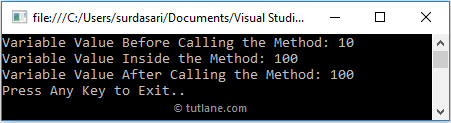 file:///C:/Users/surdasari/Documents/Visual Studi...
Variable Value Before Calling the Method: 10
Variable Value Inside the Method: 100
Variable Value After Calling the Method: 100
Press Any Key to Exit..
© tutlane.com